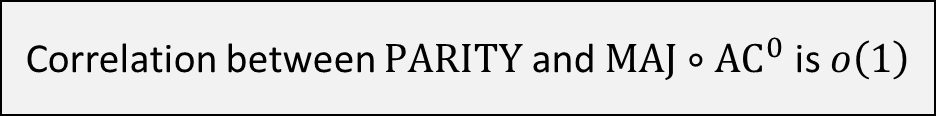 Correlation between PARITY and MAJ ∘ AC⁰ is o(1)